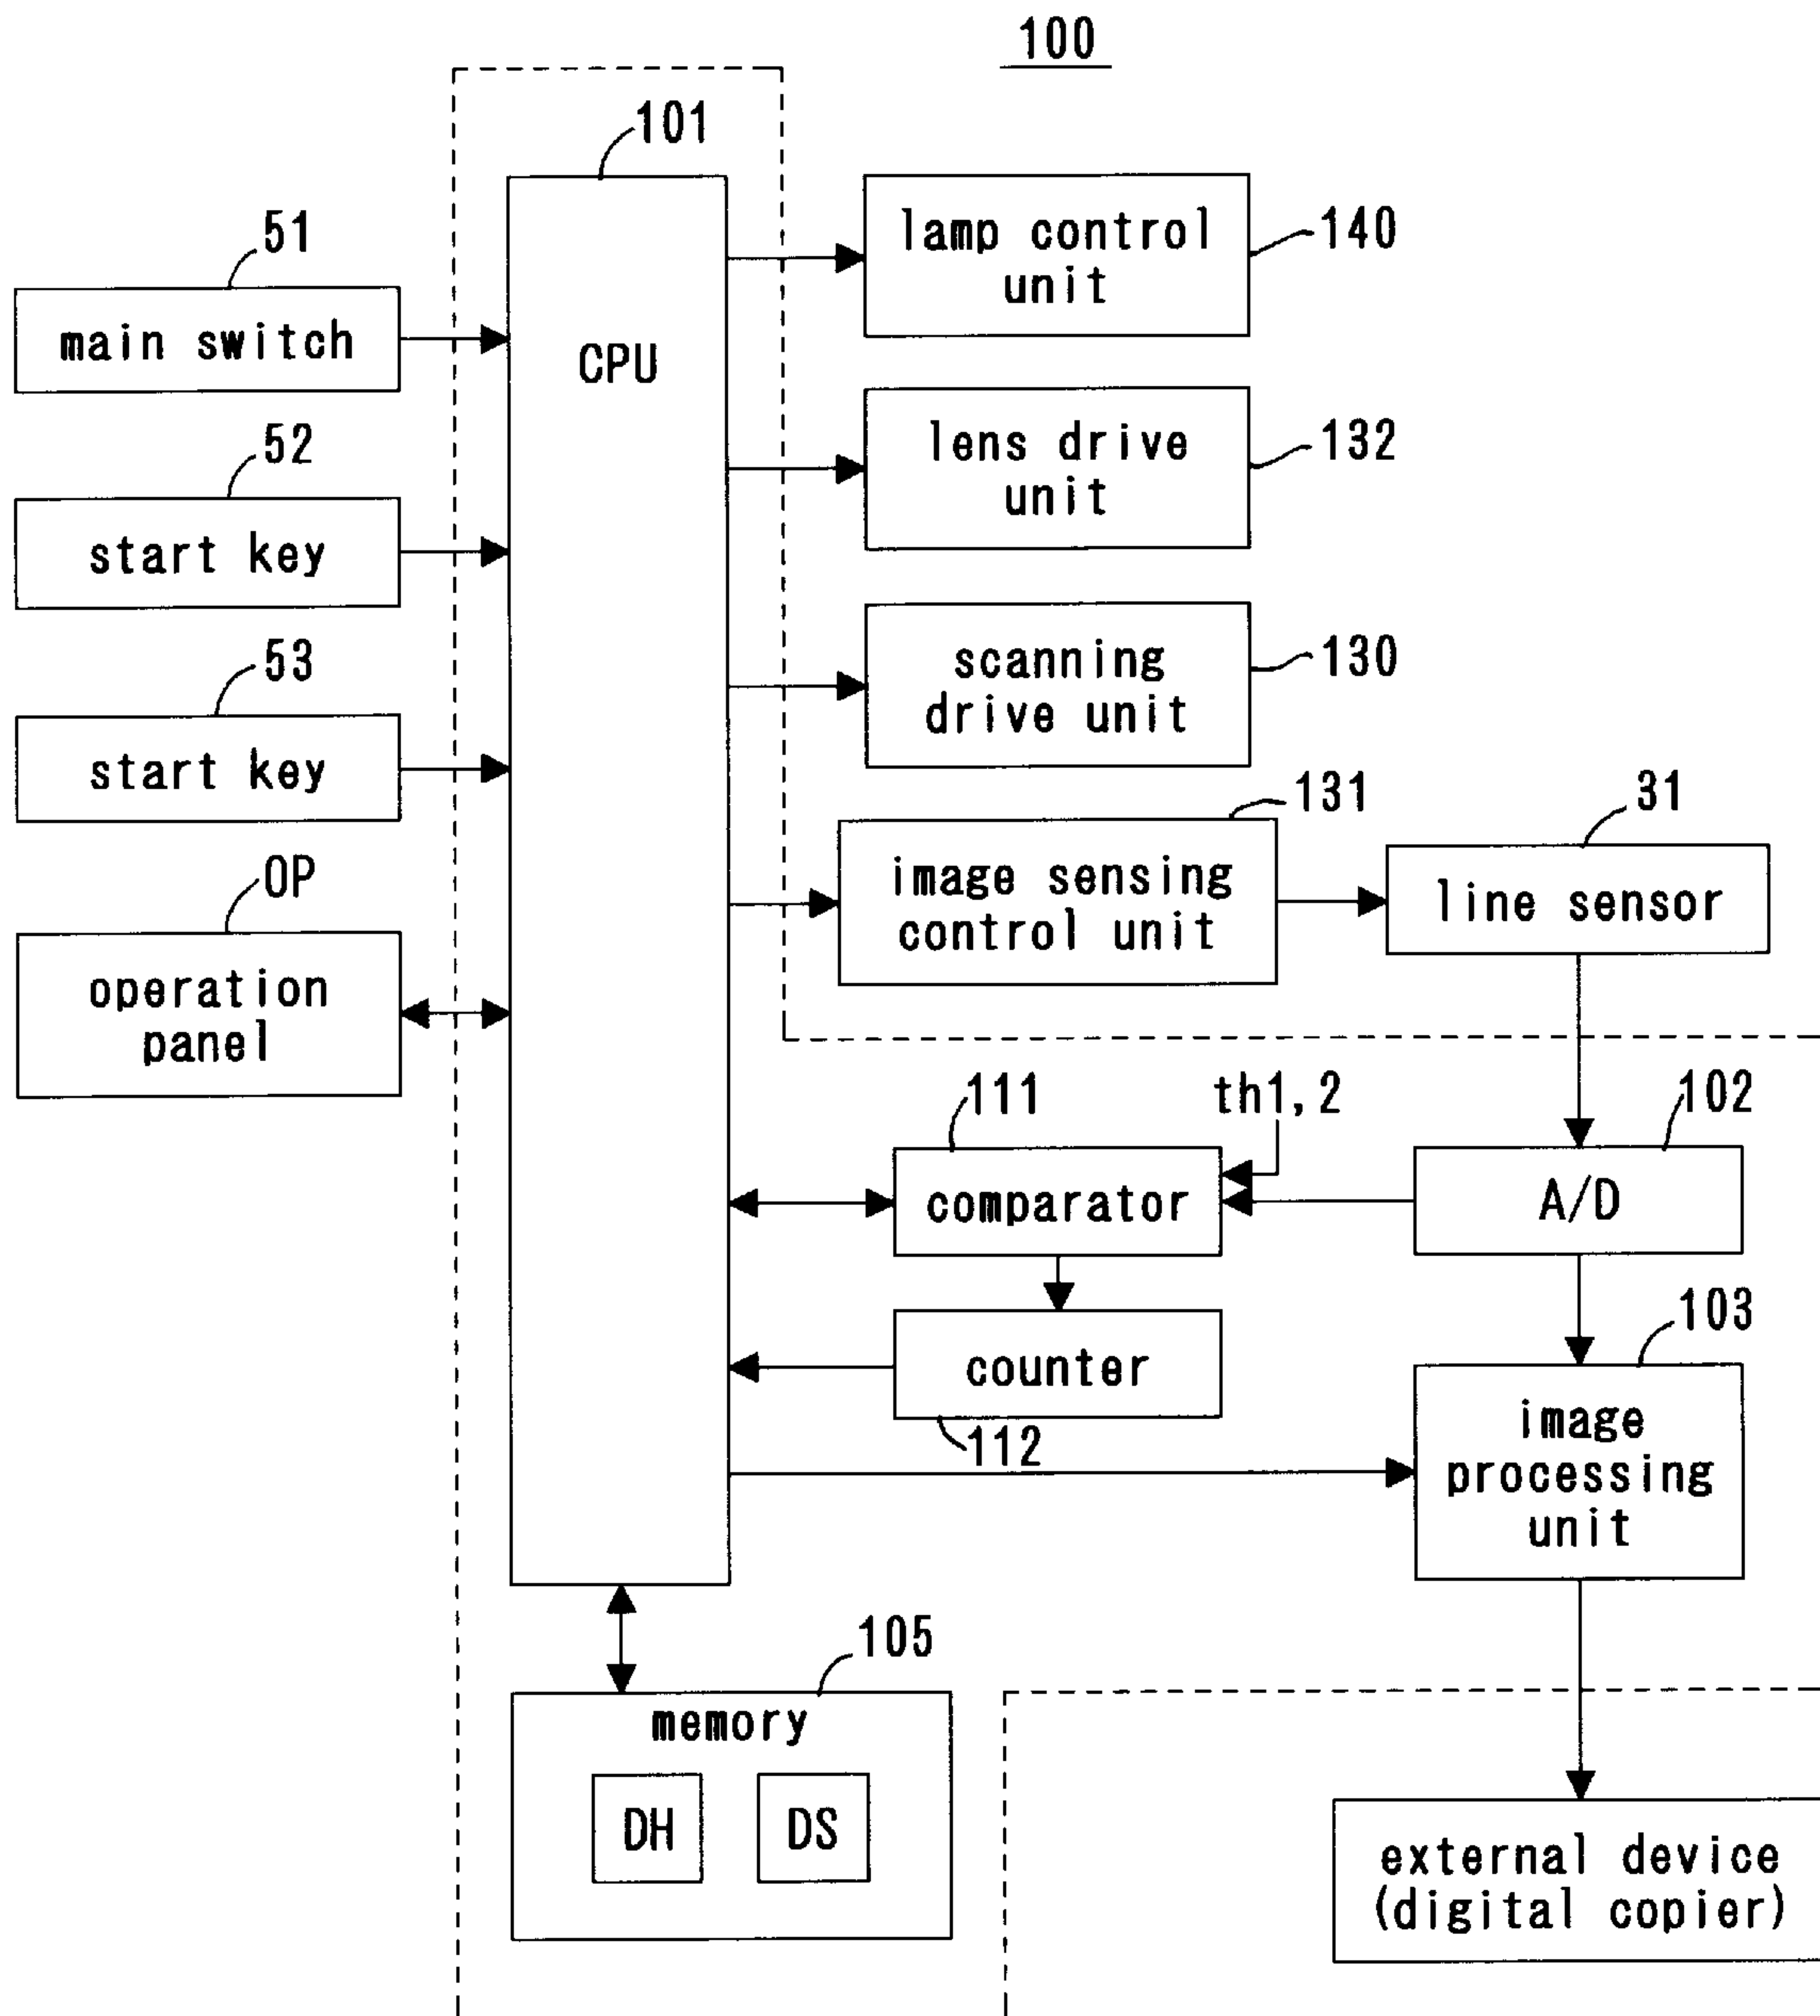 100
101
51
main switch
52
start key
53
start key
OP
operation
panel
CPU
lamp control
unit
140
lens drive
unit
132
scanning
drive unit
130
131
image sensing
control unit
31
line sensor
111
th1,2
102
comparator
A/D
counter
112
103
image
processing
unit
105
memory
DH
DS
external device
(digital copier)